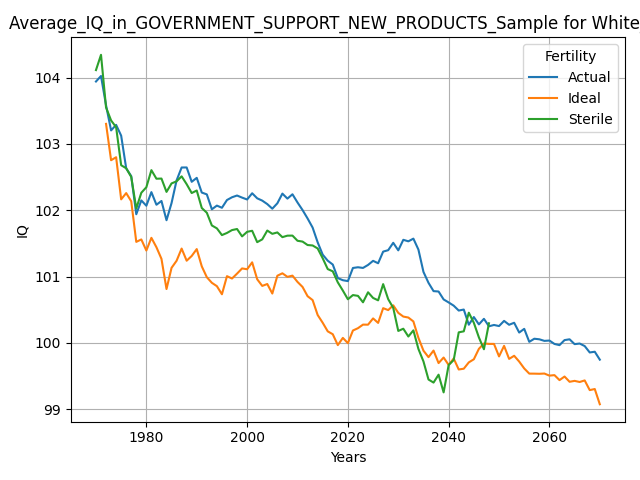 Average_IQ_in_GOVERNMENT_SUPPORT_NEW_PRODUCTS_Sample for White
Fertility
Actual
Ideal
Sterile
104
103
102
101
100
99
IQ
1980
2000
2020
2040
2060
Years